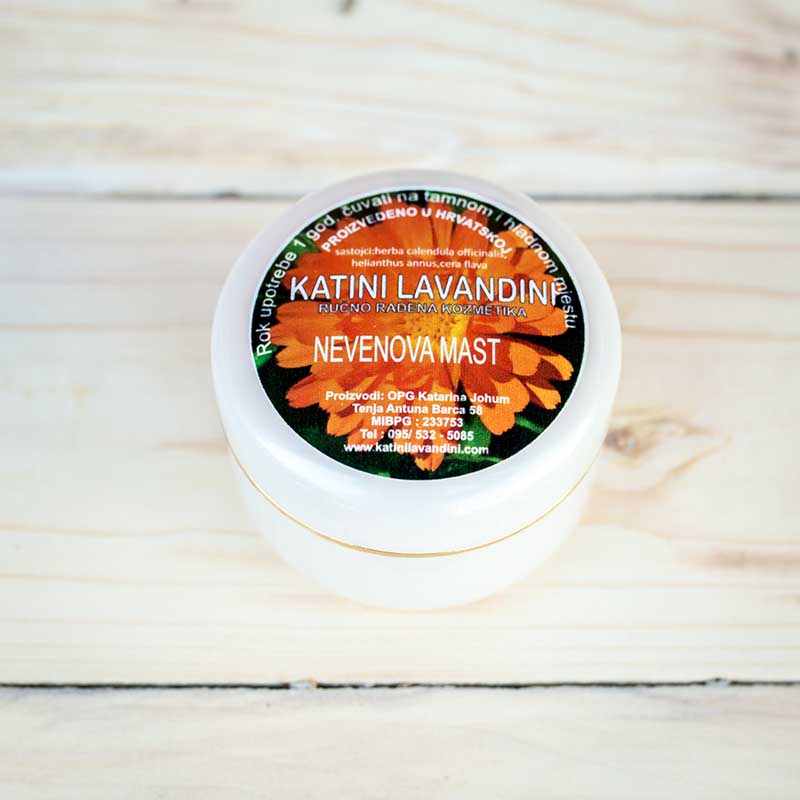 Rok upotrebe 1 god. čuvati na tamnom i hladnom mjestu
PROIZVEDENO U HRVATSKOJ
sastojci:herba calendula officinalis,
helianthus annus,cera flava
KATINI LAVANDINI
RUČNO RAĐENA KOZMETIKA
NEVENOVA MAST
Proizvodi: OPG Katarina Johum
Tenja Antuna Barca 58
MIBPG : 233753
Tel : 095/ 532 - 5085
www.katinilavandini.com